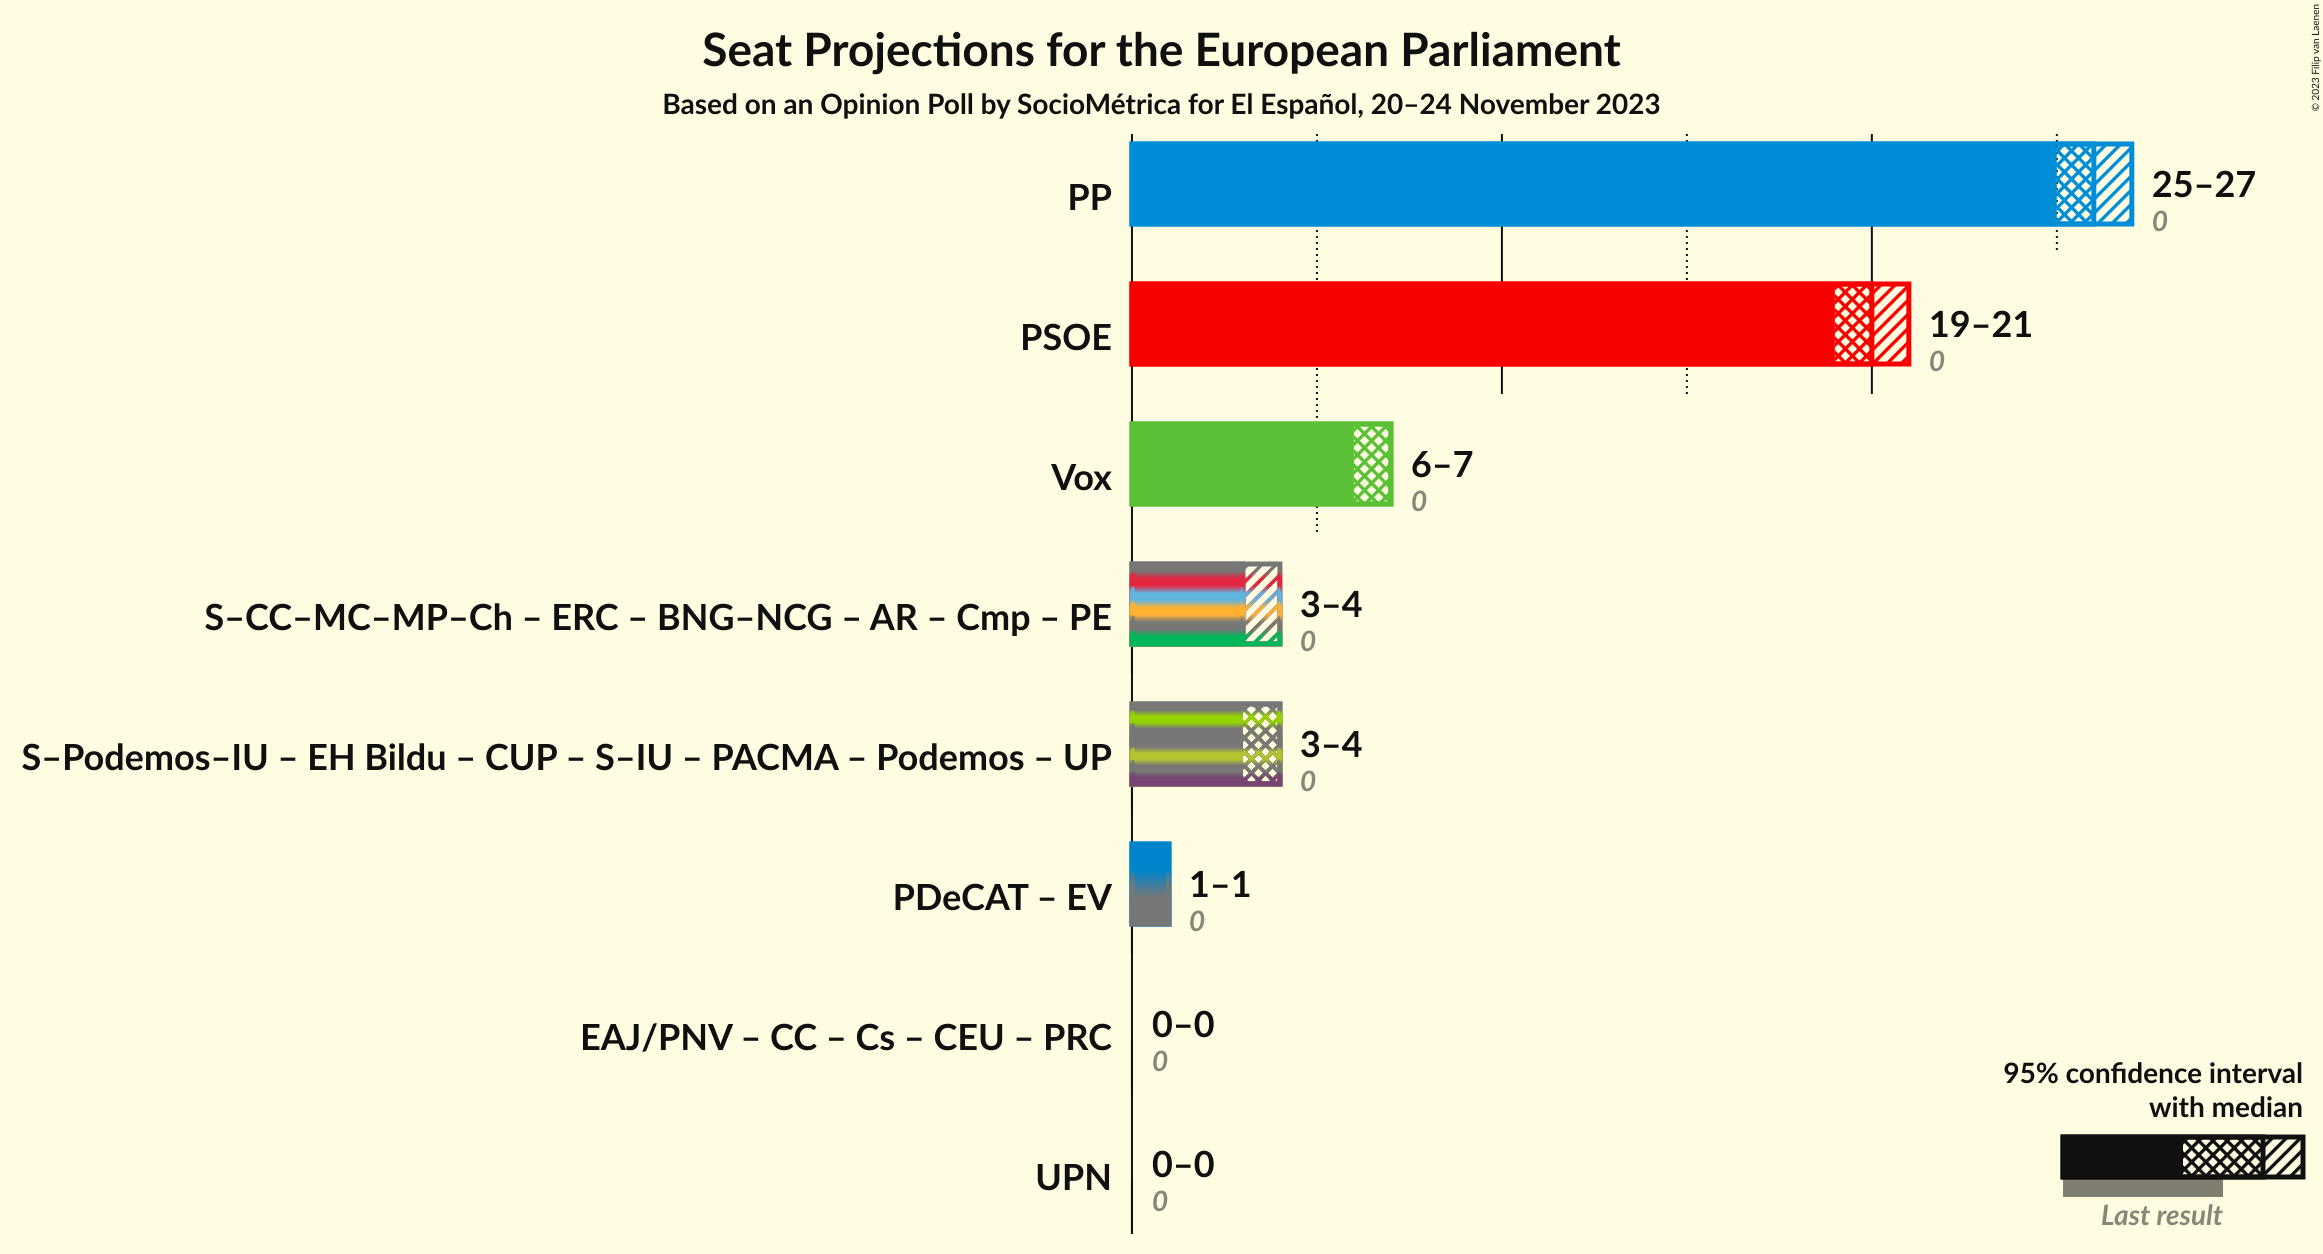 Seat Projections for the European Parliament
Based on an Opinion Poll by SocioMétrica for El Español, 20–24 November 2023
© 2023 Filip van Laenen
PP
25–27
0
PSOE
19–21
0
Vox
6–7
0
S–CC–MC–MP–Ch – ERC – BNG–NCG – AR – Cmp – PE
3–4
0
S–Podemos–IU – EH Bildu – CUP – S–IU – PACMA – Podemos – UP
3–4
0
PDeCAT – EV
1–1
0
EAJ/PNV – CC – Cs – CEU – PRC
0–0
0
UPN
0–0
0
95% confidence interval
with median
Last result